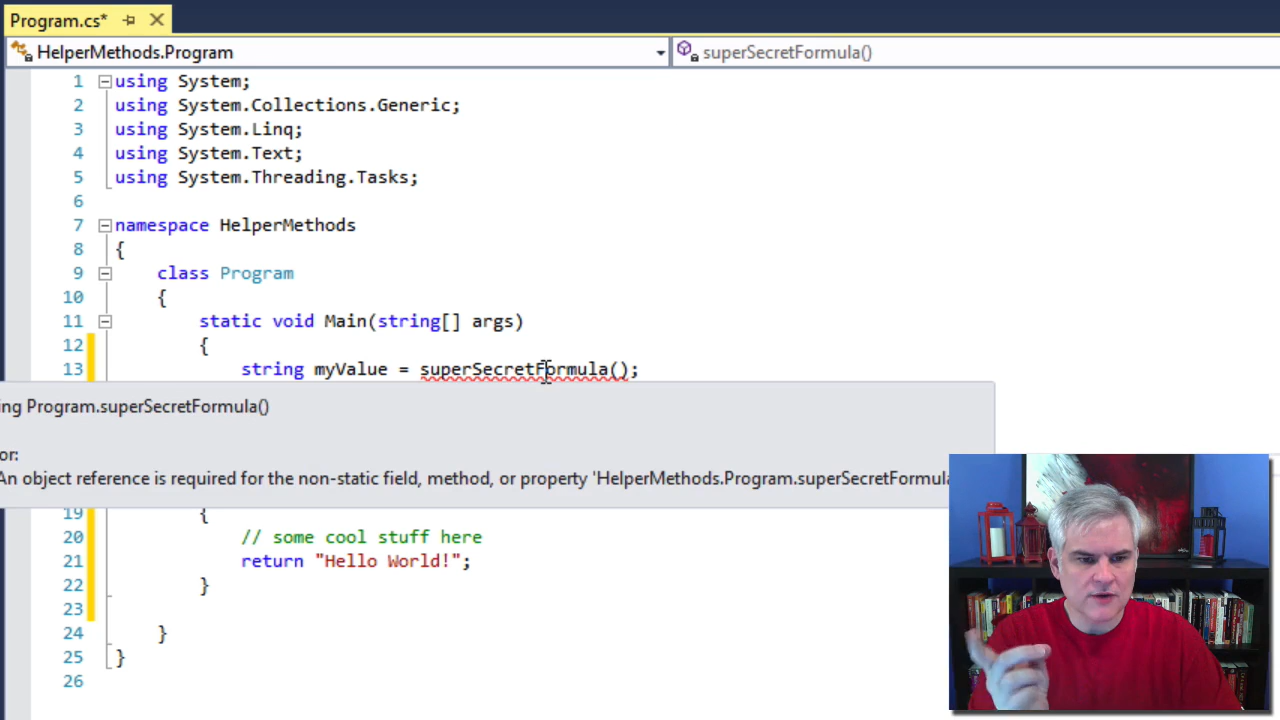 Program.cs*
HelperMethods.Program
superSecretFormula()
1 using System;
2 using System.Collections.Generic;
3 using System.Linq;
4 using System.Text;
5 using System.Threading.Tasks;
6
7 namespace HelperMethods
8 {
9 class Program
10 {
11 static void Main(string[] args)
12 {
13 string myValue = superSecretFormula();
ing Program.superSecretFormula()
or:
An object reference is required for the non-static field, method, or property 'HelperMethods.Program.superSecretFormula
19 {
20 // some cool stuff here
21 return "Hello World!";
22 }
23
24 }
25 }
26